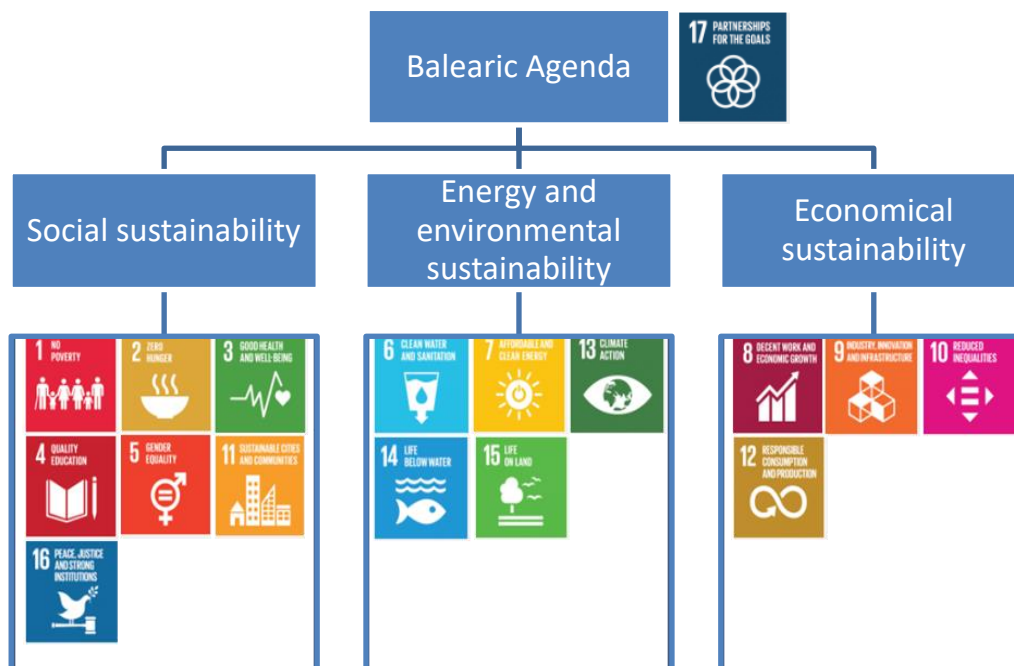 Balearic Agenda
17 PARTNERSHIPS
FOR THE GOALS
Social sustainability
Energy and
environmental
sustainability
Economical
sustainability
1 NO
POVERTY
2 ZERO
HUNGER
3 GOOD HEALTH
AND WELL-BEING
4 QUALITY
EDUCATION
5 GENDER
EQUALITY
11 SUSTAINABLE CITIES
AND COMMUNITIES
16 PEACE, JUSTICE
AND STRONG
INSTITUTIONS
6 CLEAN WATER
AND SANITATION
7 AFFORDABLE AND
CLEAN ENERGY
13 CLIMATE
ACTION
14 LIFE
BELOW WATER
15 LIFE
ON LAND
8 DECENT WORK AND
ECONOMIC GROWTH
9 INDUSTRY, INNOVATION
AND INFRASTRUCTURE
10 REDUCED
INEQUALITIES
12 RESPONSIBLE
CONSUMPTION
AND PRODUCTION